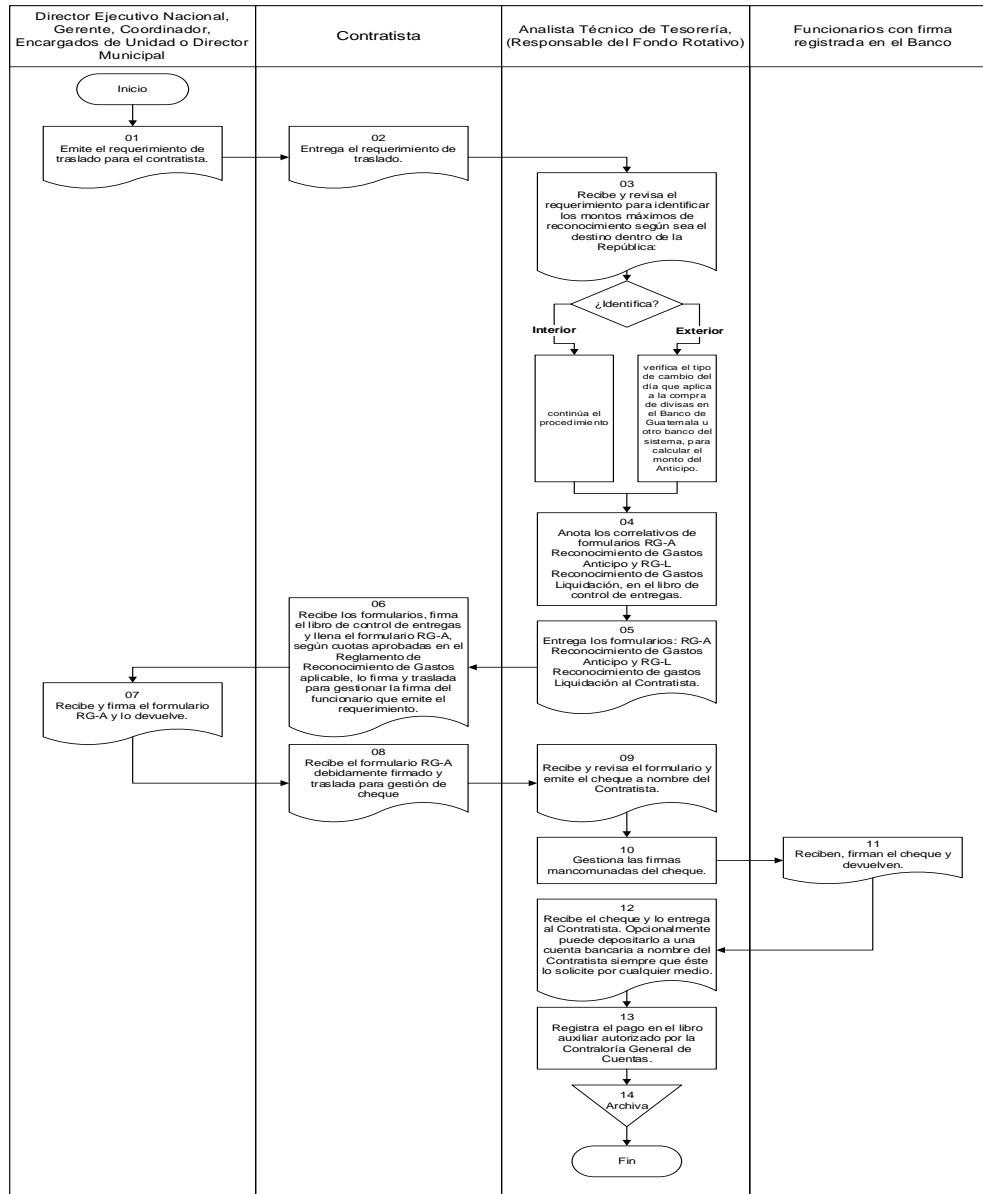 Director Ejecutivo Nacional,
Gerente, Coordinador,
Encargados de Unidad o Director
Municipal
Contratista
Analista Técnico de Tesorería,
(Responsable del Fondo Rotativo)
Funcionarios con firma
registrada en el Banco
Inicio
01
Emite el requerimiento de
traslado para el contratista.
02
Entrega el requerimiento de
traslado.
03
Recibe y revisa el
requerimiento para identificar
los montos máximos de
reconocimiento según sea el
destino dentro de la
República:
¿Identifica?
Interior
Exterior
continúa el
procedimiento
verifica el tipo
de cambio del
día que aplica
a la compra
de divisas en
el Banco de
Guatemala u
otro banco del
sistema, para
calcular el
monto del
Anticipo.
04
Anota los correlativos de
formularios RG-A
Reconocimiento de Gastos
Anticipo y RG-L
Reconocimiento de Gastos
Liquidación, en el libro de
control de entregas.
05
Entrega los formularios: RG-A
Reconocimiento de Gastos
Anticipo y RG-L
Reconocimiento de gastos
Liquidación al Contratista.
06
Recibe los formularios, firma
el libro de control de entregas
y llena el formulario RG-A,
según cuotas aprobadas en el
Reglamento de
Reconocimiento de Gastos
aplicable, lo firma y traslada
para gestionar la firma del
funcionario que emite el
requerimiento.
07
Recibe y firma el formulario
RG-A y lo devuelve.
08
Recibe el formulario RG-A
debidamente firmado y
traslada para gestión de
cheque
09
Recibe y revisa el formulario y
emite el cheque a nombre del
Contratista.
10
Gestiona las firmas
mancomunadas del cheque.
11
Reciben, firman el cheque y
devuelven.
12
Recibe el cheque y lo entrega
al Contratista. Opcionalmente
puede depositarlo a una
cuenta bancaria a nombre del
Contratista siempre que éste
lo solicite por cualquier medio.
13
Registra el pago en el libro
auxiliar autorizado por la
Contraloría General de
Cuentas.
14
Archiva
Fin